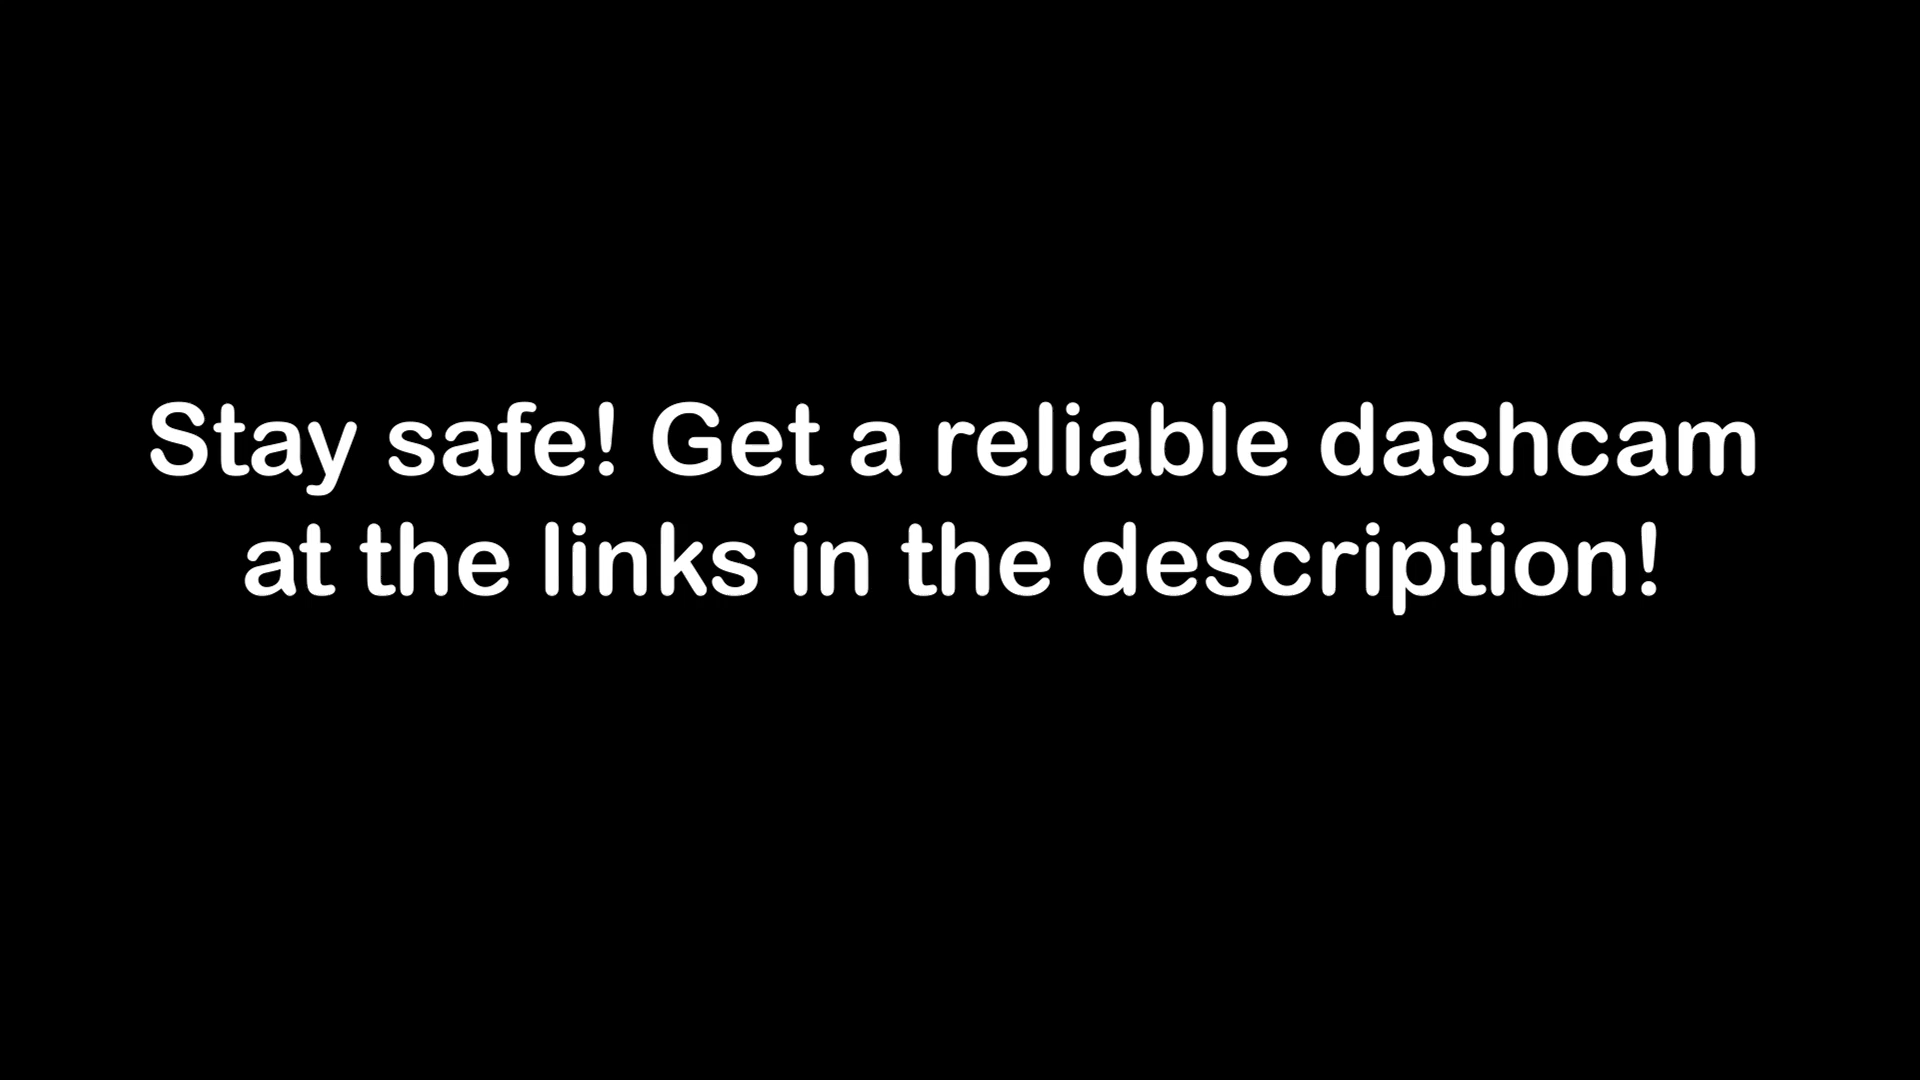 Stay safe! Get a reliable dashcam
at the links in the description!